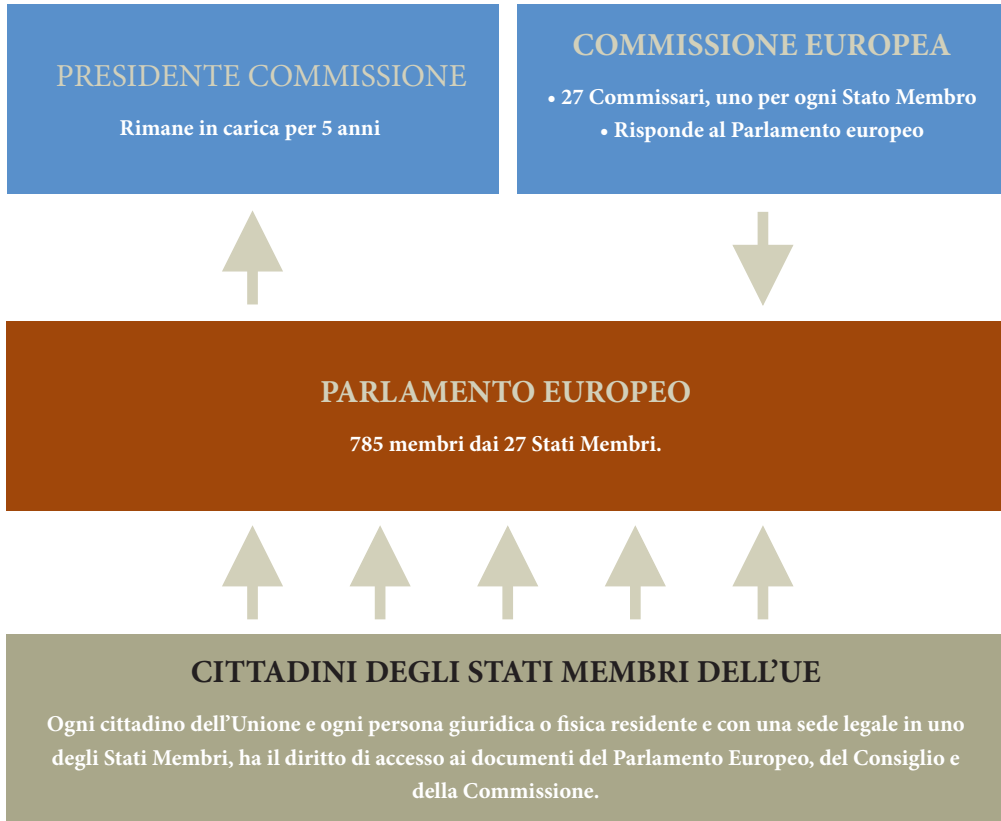 PRESIDENTE COMMISSIONE
Rimane in carica per 5 anni
COMMISSIONE EUROPEA
• 27 Commissari, uno per ogni Stato Membro
• Risponde al Parlamento europeo
PARLAMENTO EUROPEO
785 membri dai 27 Stati Membri.
CITTADINI DEGLI STATI MEMBRI DELL’UE
Ogni cittadino dell’Unione e ogni persona giuridica o fisica residente e con una sede legale in uno
degli Stati Membri, ha il diritto di accesso ai documenti del Parlamento Europeo, del Consiglio e
della Commissione.